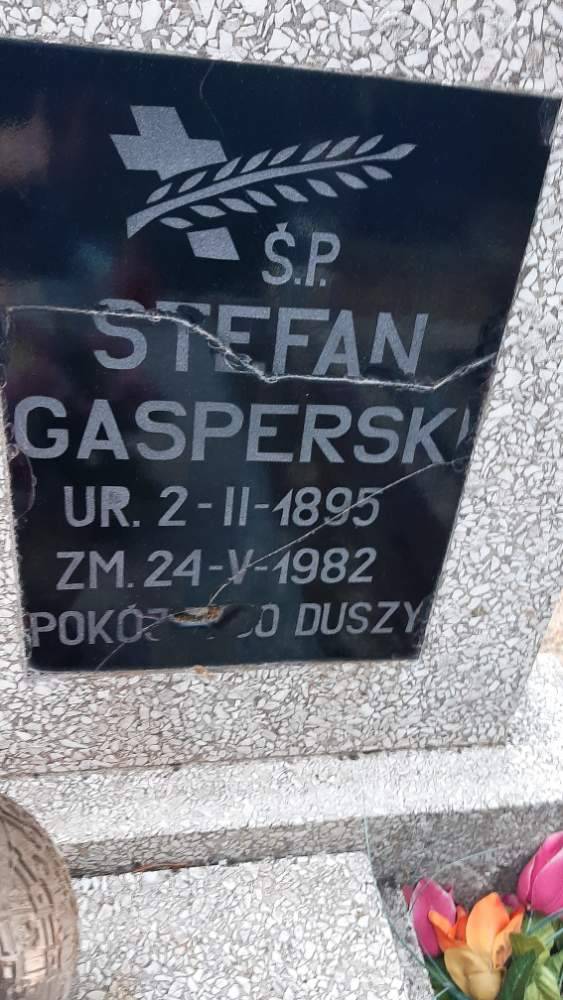 Ś.P.
STEFAN
GASPERSKI
UR. 2-II-1895
ZM. 24-V-1982
POKÓJ DUSZY